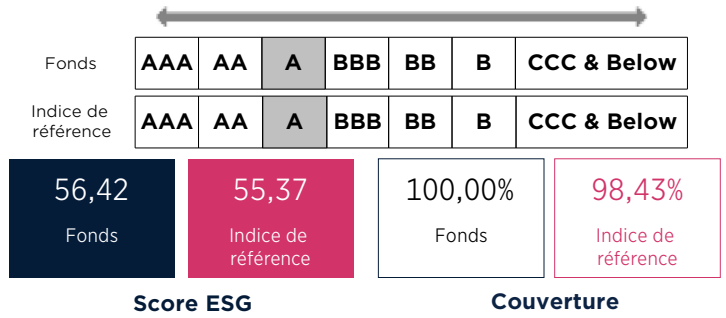 Fonds AAA AA A BBB BB B CCC & Below
Indice de
référence AAA AA A BBB BB B CCC & Below
56,42 55,37 100,00% 98,43%
Fonds Indice de Fonds Indice de
référence référence
Score ESG Couverture